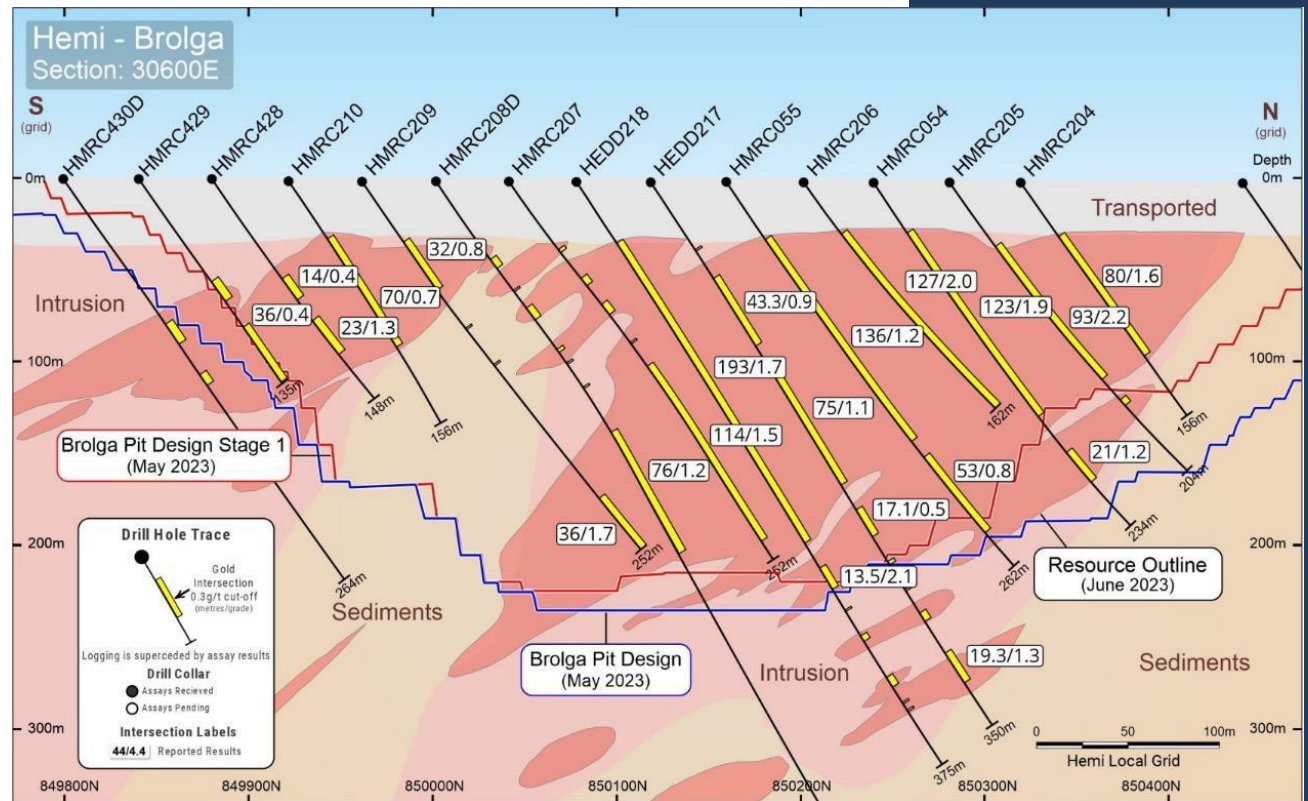 Hemi - Brolga
Section: 30600E
S
(grid)
N
(grid)
HMRC430D
HMRC429
HMRC428
HMRC210
HMRC209
HMRC208D
HMRC207
HEDD218
HEDD217
HMRC055
HMRC206
HMRC054
HMRC205
HMRC204
Depth
0m
0m
Transported
Intrusion
32/0.8
14/0.4
70/0.7
36/0.4
23/1.3
43.3/0.9
127/2.0
80/1.6
123/1.9
93/2.2
136/1.2
100m
100m
193/1.7
75/1.1
135m
148m
156m
162m
156m
114/1.5
76/1.2
53/0.8
21/1.2
204m
Brolga Pit Design Stage 1
(May 2023)
17.1/0.5
234m
36/1.7
200m
200m
252m
252m
262m
264m
13.5/2.1
Resource Outline
(June 2023)
Drill Hole Trace
Gold
Intersection
0.3g/t cut-off
(metres/grade)
Logging is superceded by assay results
Drill Collar
Assays Recieved
Assays Pending
Intersection Labels
44/4.4 Reported Results
Sediments
Brolga Pit Design
(May 2023)
Intrusion
19.3/1.3
Sediments
300m
300m
350m
375m
0 50 100m
Hemi Local Grid
849800N 849900N 850000N 850100N 850200N 850300N 850400N